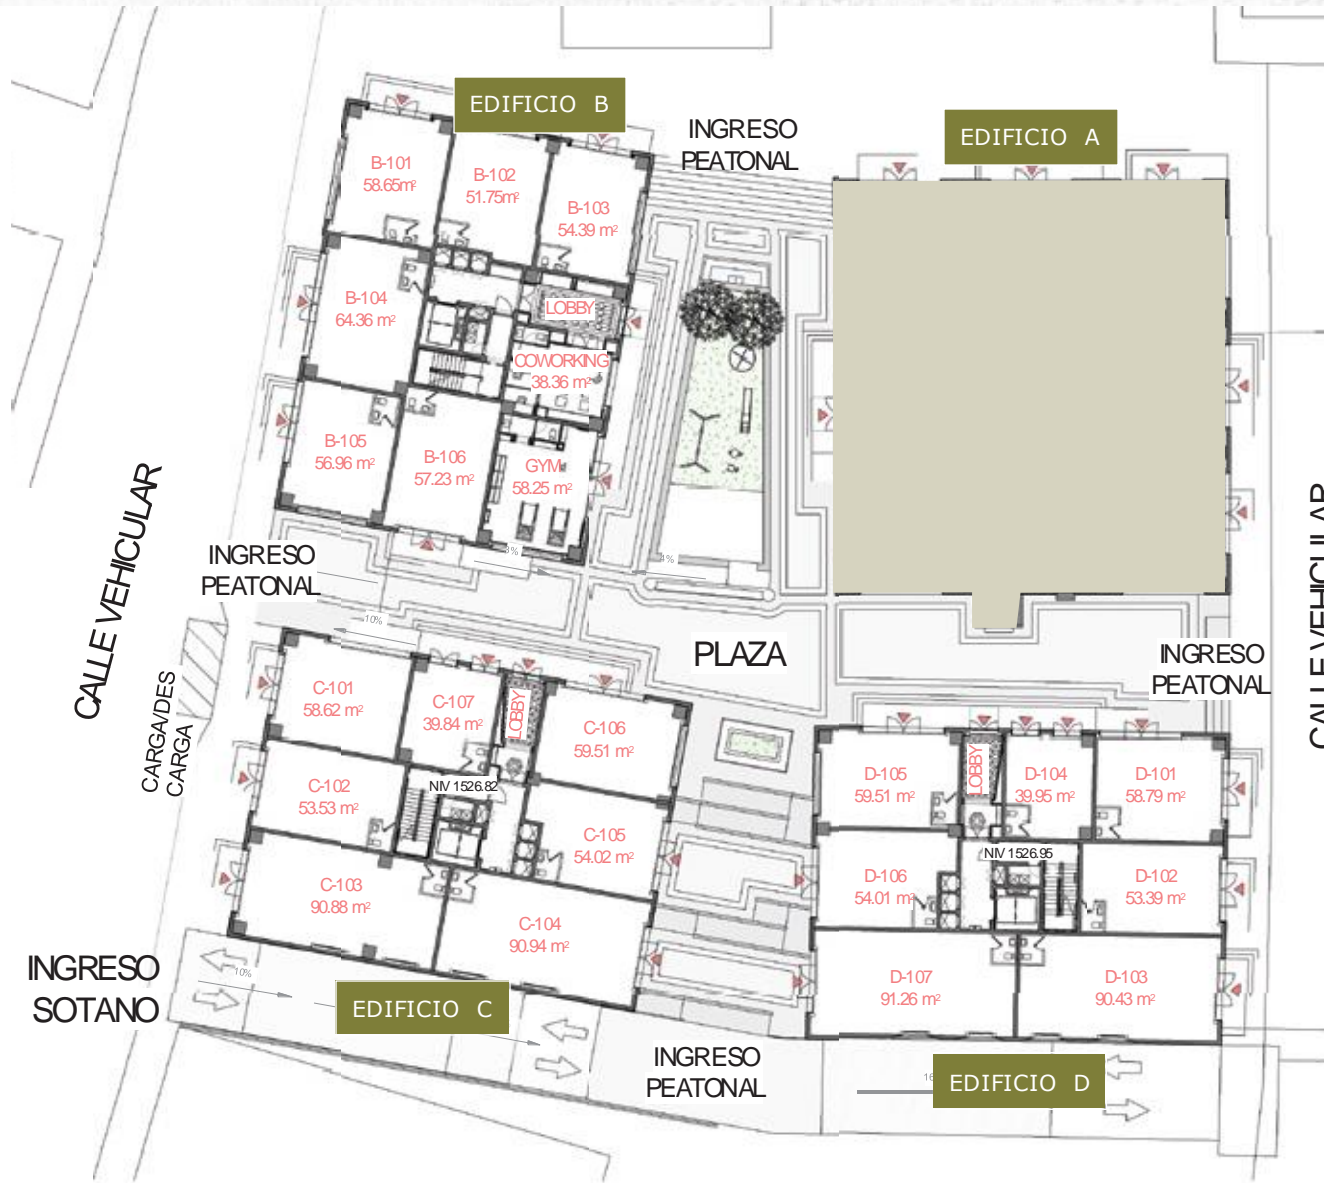 EDIFICIO B
INGRESO
PEATONAL
EDIFICIO A
B-101
58.65m²
B-102
51.75m²
B-103
54.39 m²
B-104
64.36 m²
LOBBY
COWORKING
38.36 m²
B-105
56.96 m²
B-106
57.23 m²
GYM
58.25 m²
CALLE VEHICULAR
INGRESO
PEATONAL
3%
4%
10%
PLAZA
INGRESO
PEATONAL
CALLE VEHICULAR
CARGA/DES
CARGA
C-101
58.62 m²
C-107
39.84 m²
LOBBY
C-106
59.51 m²
C-102
53.53 m²
NIV 1526.82
C-105
54.02 m²
C-103
90.88 m²
C-104
90.94 m²
D-105
59.51 m²
LOBBY
D-104
39.95 m²
D-101
58.79 m²
D-106
54.01 m²
NIV 1526.95
D-102
53.39 m²
D-107
91.26 m²
D-103
90.43 m²
INGRESO
SOTANO
10%
EDIFICIO C
INGRESO
PEATONAL
EDIFICIO D